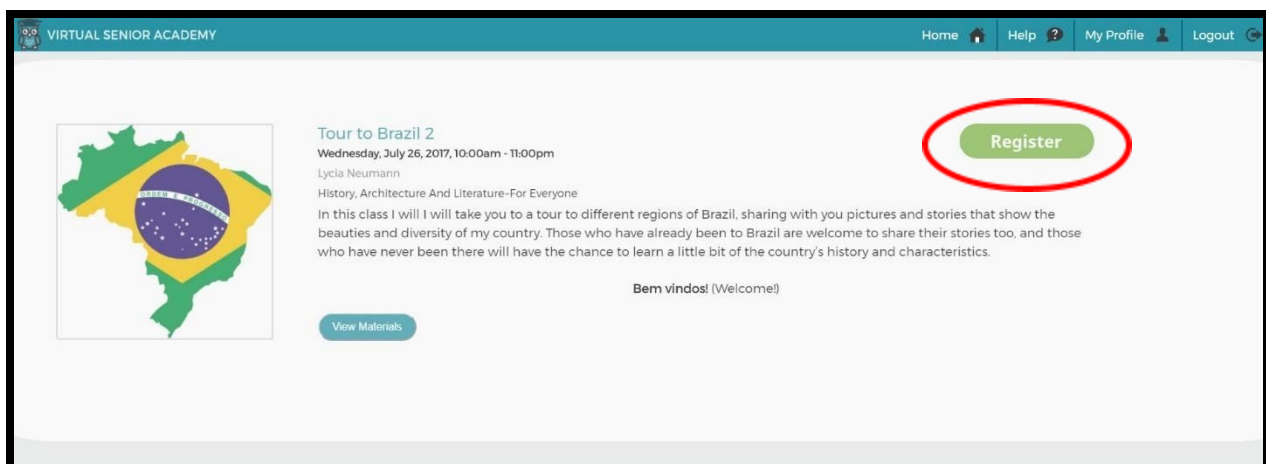 VIRTUAL SENIOR ACADEMY
Home
Help
My Profile
Logout
Tour to Brazil 2
Register
Wednesday, July 26, 2017, 10:00am - 11:00pm
Lycia Neumann
History, Architecture And Literature-For Everyone
In this class I will I will take you to a tour to different regions of Brazil, sharing with you pictures and stories that show the
beauties and diversity of my country. Those who have already been to Brazil are welcome to share their stories too, and those
who have never been there will have the chance to learn a little bit of the country's history and characteristics.
Bem vindos! (Welcome!)
View Materials
ORDEM E PROGRESSO